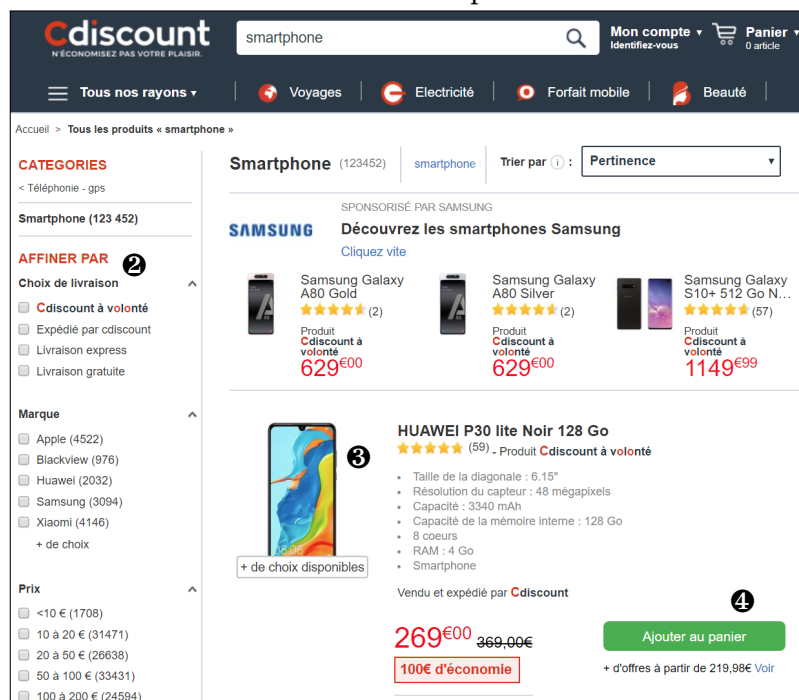 Cdiscount
N'ÉCONOMISEZ PAS VOTRE PLAISIR.
smartphone
Mon compte ▾
Identifiez-vous
Panier ▾
0 article
Tous nos rayons ▾
Voyages
Electricité
Forfait mobile
Beauté
Accueil > Tous les produits « smartphone »
CATEGORIES
< Téléphonie - gps
Smartphone (123 452)
AFFINER PAR
❷
Choix de livraison
Cdiscount à volonté
Expédié par cdiscount
Livraison express
Livraison gratuite
Marque
Apple (4522)
Blackview (976)
Huawei (2032)
Samsung (3094)
Xiaomi (4146)
+ de choix
Prix
<10 € (1708)
10 à 20 € (31471)
20 à 50 € (26638)
50 à 100 € (33431)
100 à 200 € (24594)
Smartphone (123452)
smartphone
Trier par i :
Pertinence
SPONSORISÉ PAR SAMSUNG
SAMSUNG
Découvrez les smartphones Samsung
Cliquez vite
Samsung Galaxy
A80 Gold
(2)
Produit
Cdiscount à
volonté
629€00
Samsung Galaxy
A80 Silver
(2)
Produit
Cdiscount à
volonté
629€00
Samsung Galaxy
S10+ 512 Go N...
(57)
Produit
Cdiscount à
volonté
1149€99
❸
08:08
+ de choix disponibles
HUAWEI P30 lite Noir 128 Go
(59) - Produit Cdiscount à volonté
• Taille de la diagonale : 6.15"
• Résolution du capteur : 48 mégapixels
• Capacité : 3340 mAh
• Capacité de la mémoire interne : 128 Go
• 8 coeurs
• RAM : 4 Go
• Smartphone
Vendu et expédié par Cdiscount
❹
269€00 369,00€
100€ d'économie
Ajouter au panier
+ d'offres à partir de 219,98€ Voir